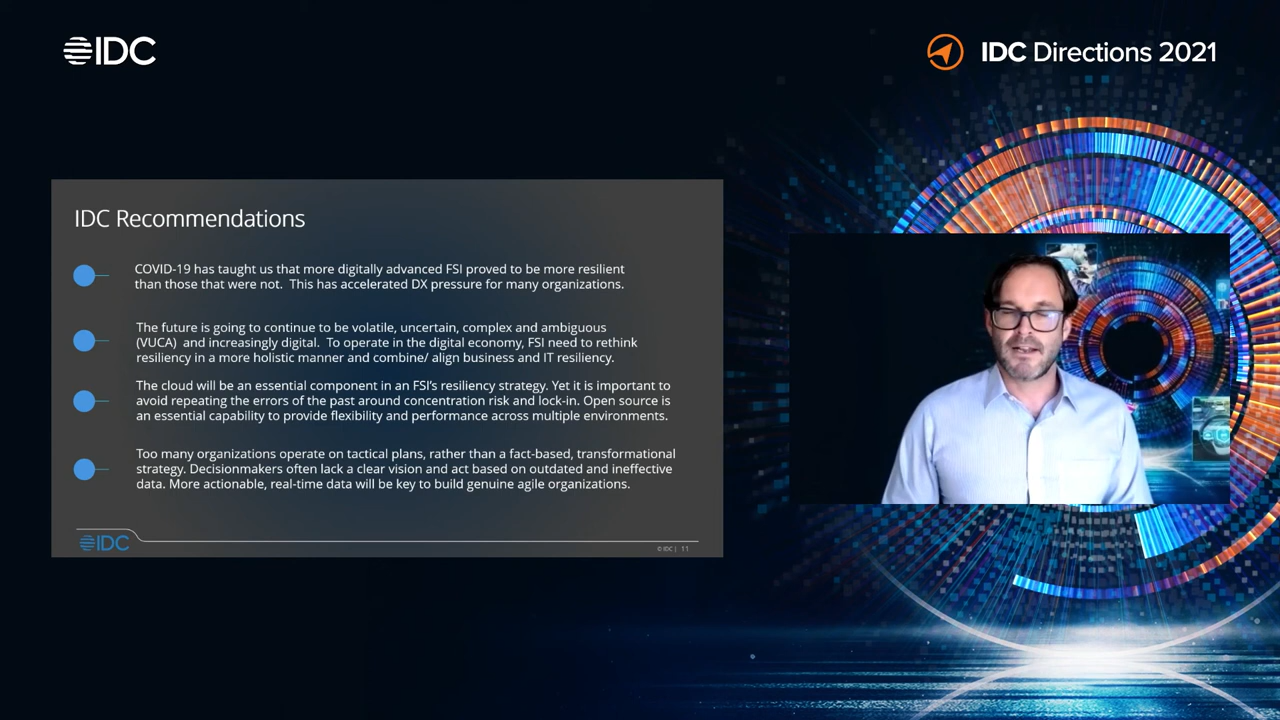 IDC
IDC Directions 2021
IDC Recommendations
COVID-19 has taught us that more digitally advanced FSI proved to be more resilient
than those that were not. This has accelerated DX pressure for many organizations.
The future is going to continue to be volatile, uncertain, complex and ambiguous
(VUCA) and increasingly digital. To operate in the digital economy, FSI need to rethink
resiliency in a more holistic manner and combine/ align business and IT resiliency.
The cloud will be an essential component in an FSI's resiliency strategy. Yet it is important to
avoid repeating the errors of the past around concentration risk and lock-in. Open source is
an essential capability to provide flexibility and performance across multiple environments.
Too many organizations operate on tactical plans, rather than a fact-based, transformational
strategy. Decisionmakers often lack a clear vision and act based on outdated and ineffective
data. More actionable, real-time data will be key to build genuine agile organizations.
IDC
© IDC | 11